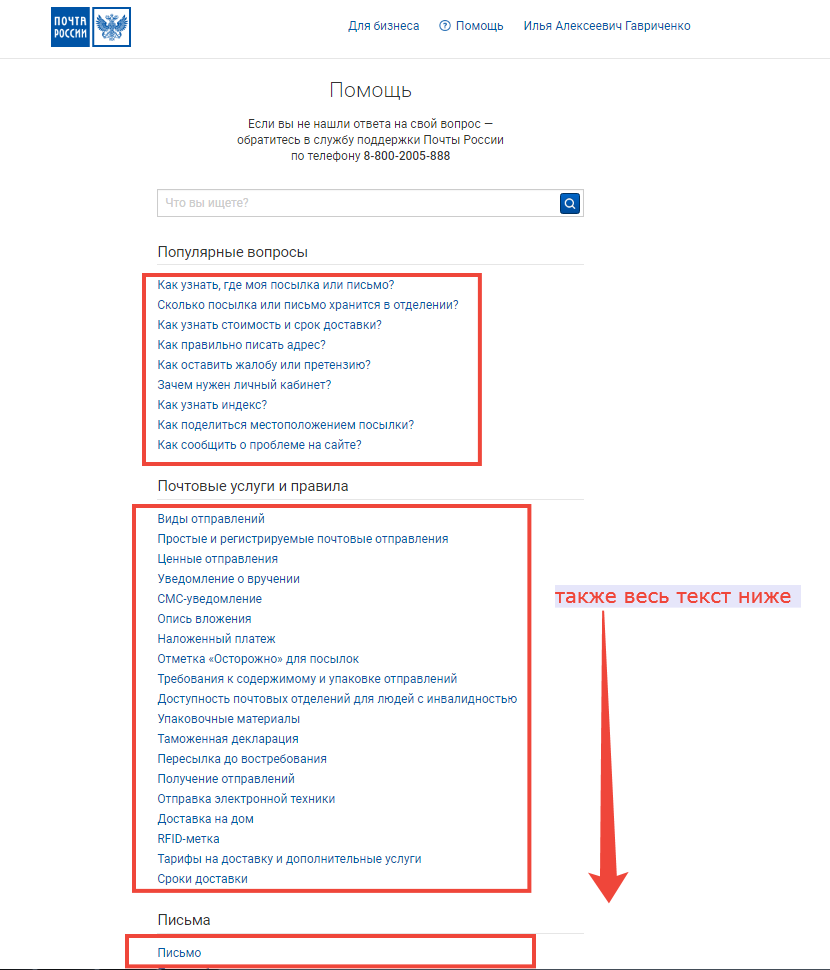 ПОЧТА
РОССИИ
Для бизнеса
Помощь
Илья Алексеевич Гавриченко
Помощь
Если вы не нашли ответа на свой вопрос —
обратитесь в службу поддержки Почты России
по телефону 8-800-2005-888
Что вы ищете?
Популярные вопросы
Как узнать, где моя посылка или письмо?
Сколько посылка или письмо хранится в отделении?
Как узнать стоимость и срок доставки?
Как правильно писать адрес?
Как оставить жалобу или претензию?
Зачем нужен личный кабинет?
Как узнать индекс?
Как поделиться местоположением посылки?
Как сообщить о проблеме на сайте?
Почтовые услуги и правила
Виды отправлений
Простые и регистрируемые почтовые отправления
Ценные отправления
Уведомление о вручении
СМС-уведомление
Опись вложения
Наложенный платеж
Отметка «Осторожно» для посылок
Требования к содержимому и упаковке отправлений
Доступность почтовых отделений для людей с инвалидностью
Упаковочные материалы
Таможенная декларация
Пересылка до востребования
Получение отправлений
Отправка электронной техники
Доставка на дом
RFID-метка
Тарифы на доставку и дополнительные услуги
Сроки доставки
также весь текст ниже
Письма
Письмо